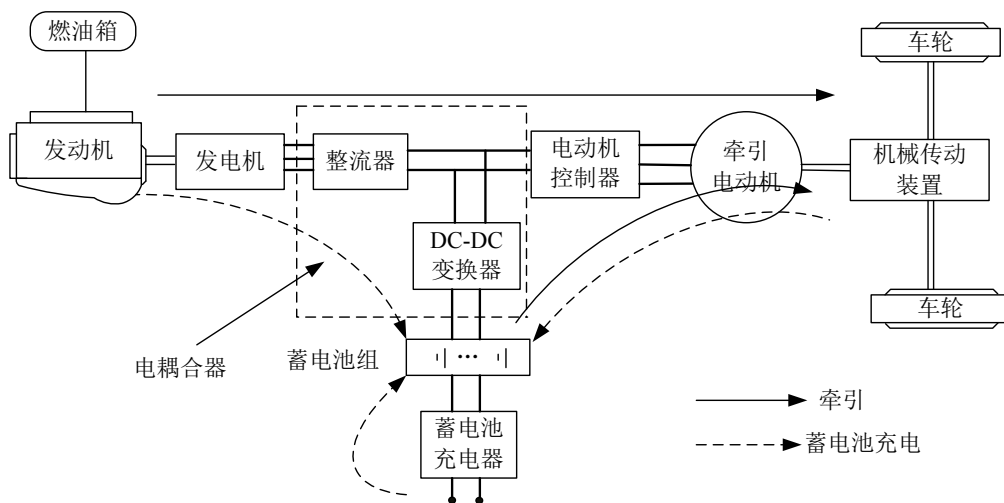 燃油箱
车轮
发动机
发电机
整流器
电动机
控制器
牵引
电动机
机械传动
装置
DC-DC
变换器
车轮
电耦合器
蓄电池组
牵引
蓄电池
充电器
蓄电池充电